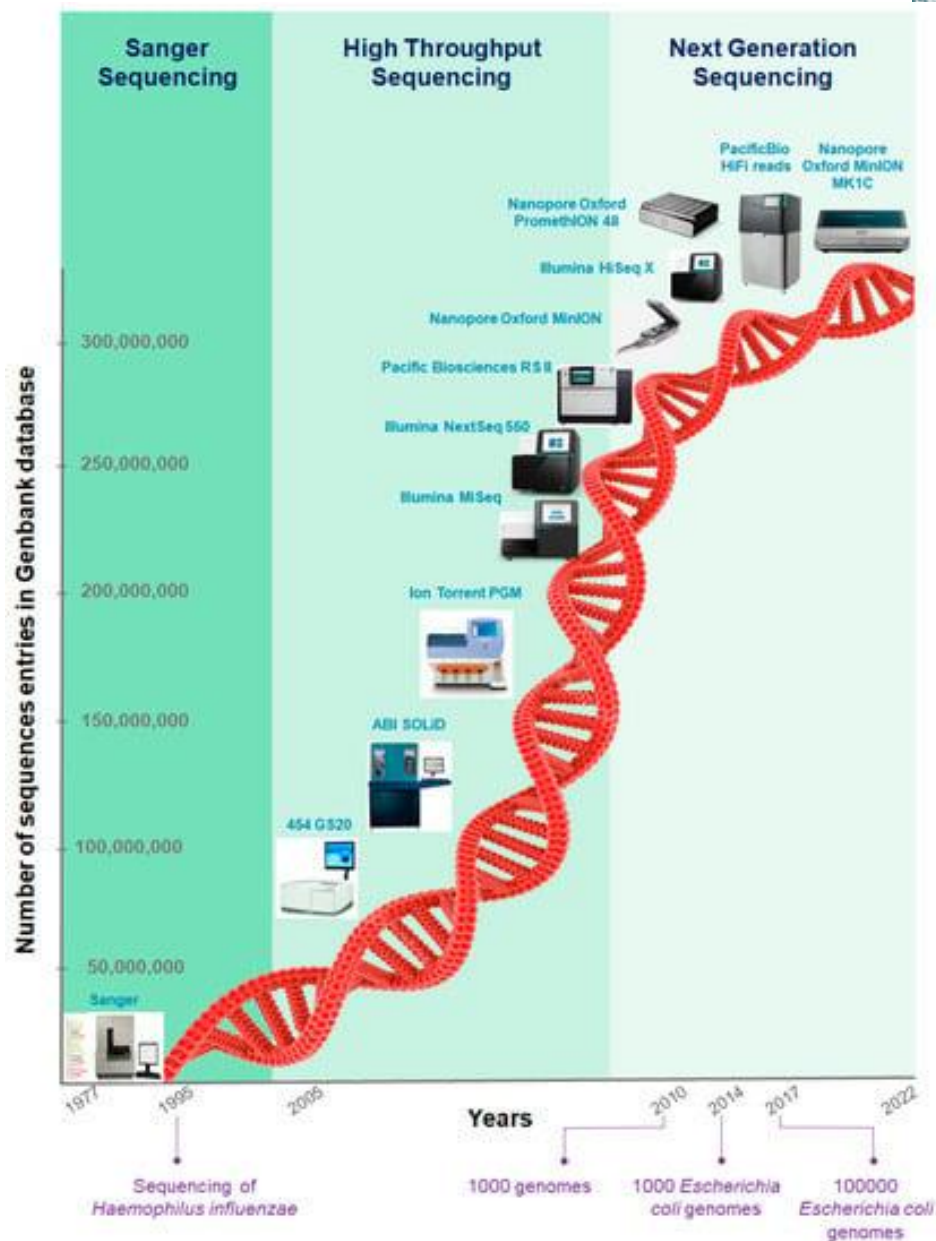 Sanger
Sequencing
High Throughput
Sequencing
Next Generation
Sequencing
PacificBio
HiFi reads
Nanopore
Oxford MinION
MK1C
Nanopore Oxford
PromethION 48
Illumina HiSeq X
Nanopore Oxford MinION
Pacific Biosciences RS II
Illumina NextSeq 550
Illumina MiSeq
Ion Torrent PGM
ABI SOLiD
454 GS20
Sanger
Number of sequences entries in Genbank database
300,000,000
250,000,000
200,000,000
150,000,000
100,000,000
50,000,000
1977
1995
2005
2010
2014
2017
2022
Years
Sequencing of
Haemophilus influenzae
1000 genomes
1000 Escherichia
coli genomes
100000
Escherichia coli
genomes